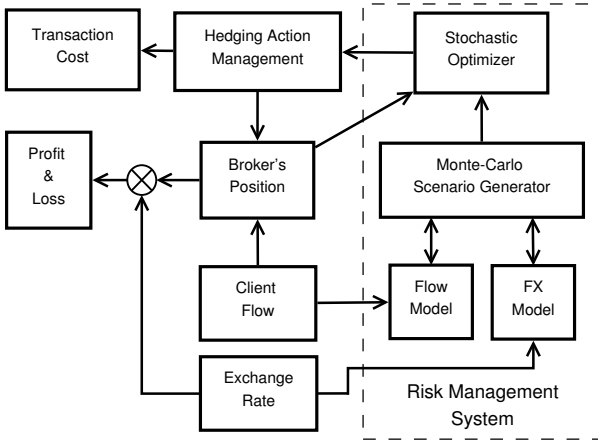 Transaction
Cost
Hedging Action
Management
Stochastic
Optimizer
Profit
&
Loss
Broker's
Position
Monte-Carlo
Scenario Generator
Client
Flow
Flow
Model
FX
Model
Exchange
Rate
Risk Management
System